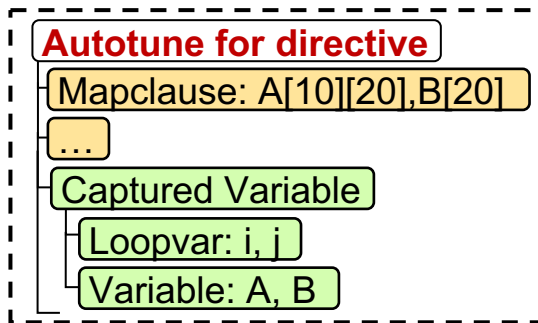 Autotune for directive
Mapclause: A[10][20],B[20]
...
Captured Variable
Loopvar: i, j
Variable: A, B